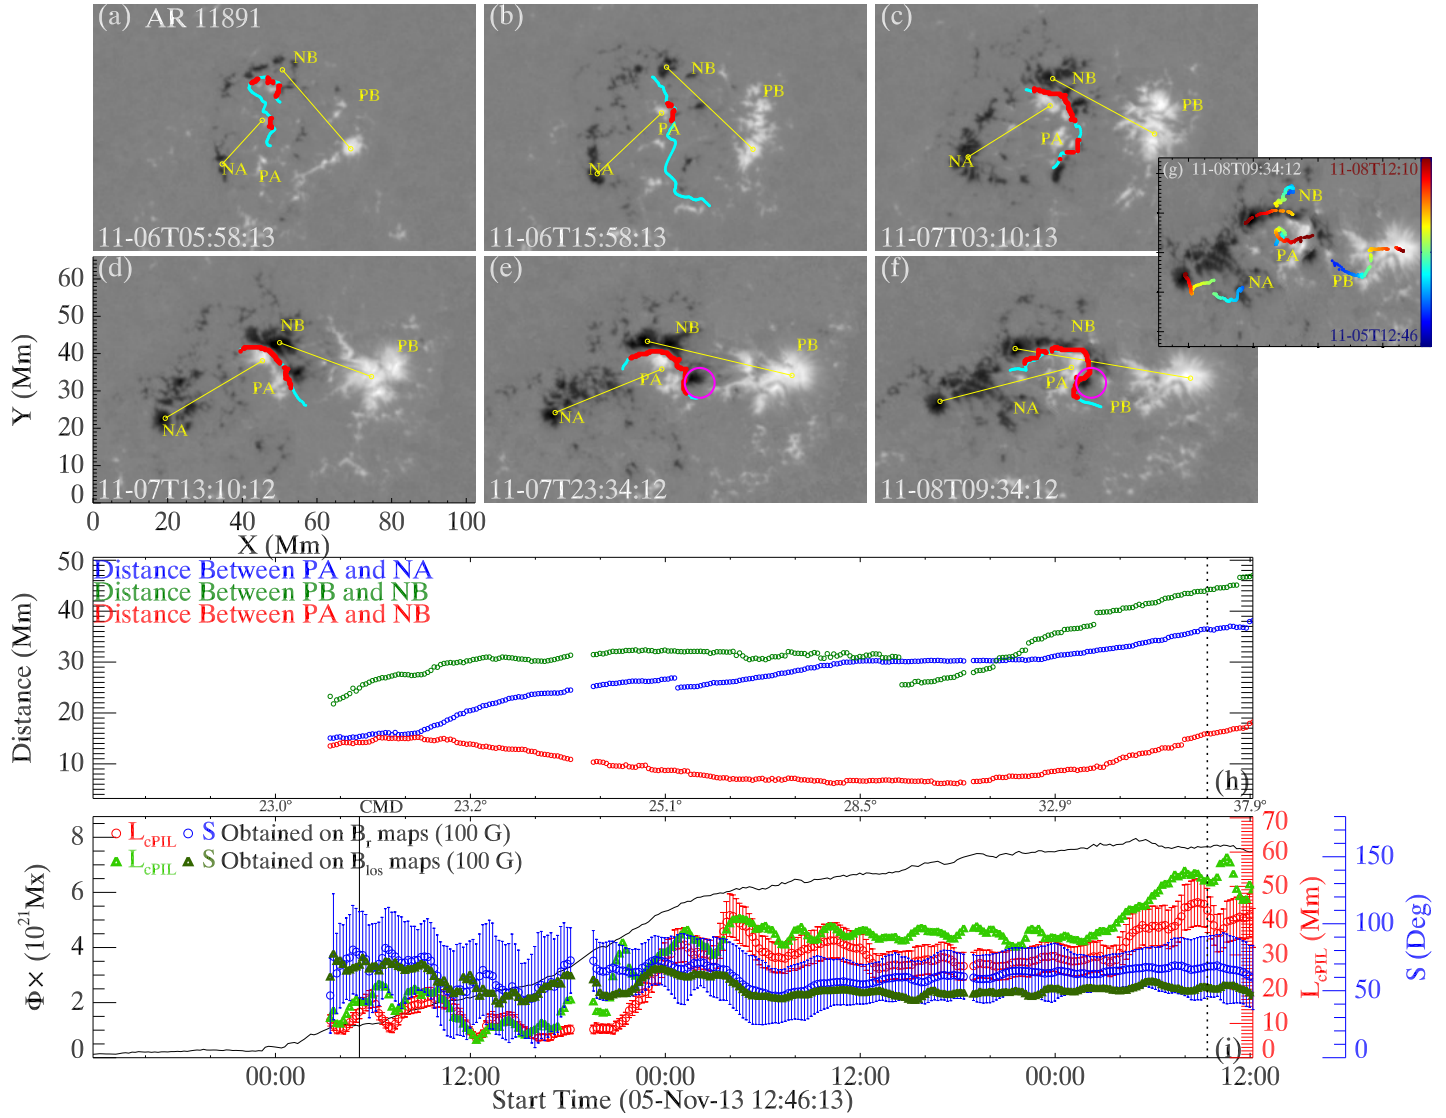 (a) AR 11891
NB
PB
NA
PA
11-06T05:58:13
(b)
NB
PB
PA
NA
11-06T15:58:13
(c)
NB
PB
PA
NA
11-07T03:10:13
(g) 11-08T09:34:12 11-08T12:10
NB
PA
NA
PB
11-05T12:46
(d)
NB
PB
PA
NA
11-07T13:10:12
(e)
NB
PB
PA
NA
11-07T23:34:12
(f)
NB
PA
NA
PB
11-08T09:34:12
Y (Mm)
60
50
40
30
20
10
0
0 20 40 60 80 100
X (Mm)
Distance (Mm)
50
40
30
20
10
Distance Between PA and NA
Distance Between PB and NB
Distance Between PA and NB
(h)
23.0° CMD 23.2° 25.1° 28.5° 32.9° 37.9°
Φ× (10²¹Mx)
8
6
4
2
0
L_cPIL S Obtained on B_r maps (100 G)
L_cPIL S Obtained on B_los maps (100 G)
(i)
70
60
50
40
30
20
10
0
L_cPIL (Mm)
150
100
50
0
S (Deg)
00:00 12:00 00:00 12:00 00:00 12:00
Start Time (05-Nov-13 12:46:13)